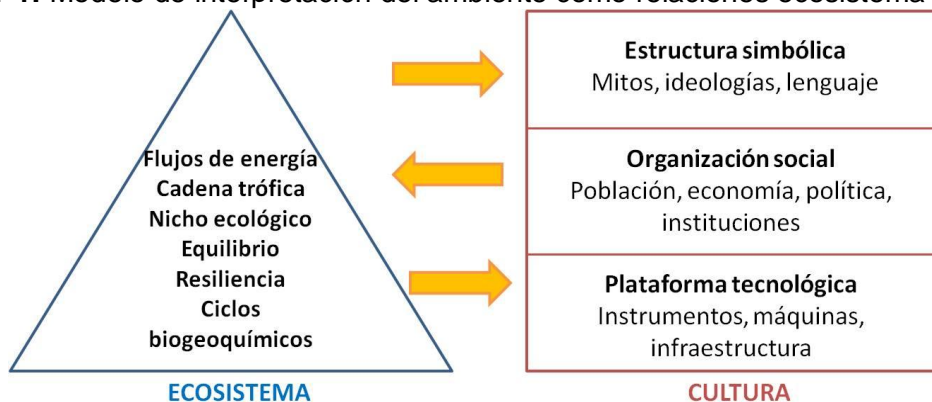 1. Modelo de interpretación del ambiente como relaciones ecosistema
Flujos de energía
Cadena trófica
Nicho ecológico
Equilibrio
Resiliencia
Ciclos
biogeoquímicos
ECOSISTEMA
Estructura simbólica
Mitos, ideologías, lenguaje
Organización social
Población, economía, política,
instituciones
Plataforma tecnológica
Instrumentos, máquinas,
infraestructura
CULTURA